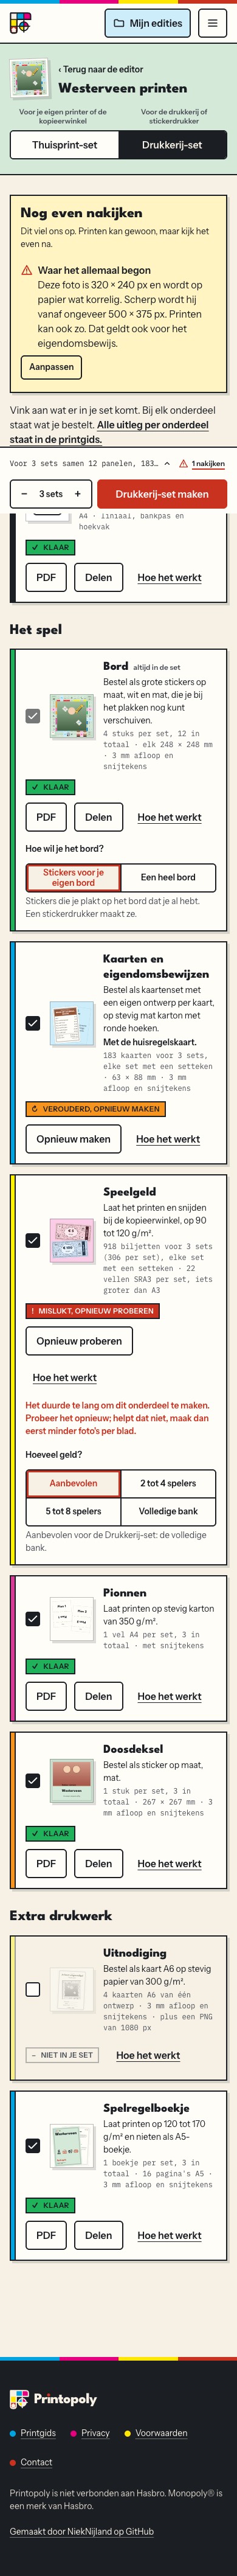 Mijn edities
‹ Terug naar de editor
Westerveen printen
Voor je eigen printer of de
kopieerwinkel
Voor de drukkerij of
stickerdrukker
Thuisprint-set
Drukkerij-set
Nog even nakijken
Dit viel ons op. Printen kan gewoon, maar kijk het
even na.
Waar het allemaal begon
Deze foto is 320 × 240 px en wordt op
papier wat korrelig. Scherp wordt hij
vanaf ongeveer 500 × 375 px. Printen
kan ook zo. Dat geldt ook voor het
eigendomsbewijs.
Aanpassen
Vink aan wat er in je set komt. Bij elk onderdeel
staat wat je bestelt. Alle uitleg per onderdeel
staat in de printgids.
Voor 3 sets samen 12 panelen, 183…
1 nakijken
− 3 sets +
Drukkerij-set maken
A4 · liniaal, bankpas en
hoekvak
✓ KLAAR
PDF
Delen
Hoe het werkt
Het spel
Bord altijd in de set
Bestel als grote stickers op
maat, wit en mat, die je bij
het plakken nog kunt
verschuiven.
4 stuks per set, 12 in
totaal · elk 248 × 248 mm
· 3 mm afloop en
snijtekens
✓ KLAAR
PDF
Delen
Hoe het werkt
Hoe wil je het bord?
Stickers voor je
eigen bord
Een heel bord
Stickers die je plakt op het bord dat je al hebt.
Een stickerdrukker maakt ze.
Kaarten en
eigendomsbewijzen
Bestel als kaartenset met
een eigen ontwerp per kaart,
op stevig mat karton met
ronde hoeken.
Met de huisregelskaart.
183 kaarten voor 3 sets,
elke set met een setteken
· 63 × 88 mm · 3 mm
afloop en snijtekens
VEROUDERD, OPNIEUW MAKEN
Opnieuw maken
Hoe het werkt
Speelgeld
Laat het printen en snijden
bij de kopieerwinkel, op 90
tot 120 g/m².
918 biljetten voor 3 sets
(306 per set), elke set
met een setteken · 22
vellen SRA3 per set, iets
groter dan A3
! MISLUKT, OPNIEUW PROBEREN
Opnieuw proberen
Hoe het werkt
Het duurde te lang om dit onderdeel te maken.
Probeer het opnieuw; helpt dat niet, maak dan
eerst minder foto's per blad.
Hoeveel geld?
Aanbevolen
2 tot 4 spelers
5 tot 8 spelers
Volledige bank
Aanbevolen voor de Drukkerij-set: de volledige
bank.
Pionnen
Laat printen op stevig karton
van 350 g/m².
1 vel A4 per set, 3 in
totaal · met snijtekens
✓ KLAAR
PDF
Delen
Hoe het werkt
Doosdeksel
Bestel als sticker op maat,
mat.
1 stuk per set, 3 in
totaal · 267 × 267 mm · 3
mm afloop en snijtekens
✓ KLAAR
PDF
Delen
Hoe het werkt
Extra drukwerk
Uitnodiging
Bestel als kaart A6 op stevig
papier van 300 g/m².
4 kaarten A6 van één
ontwerp · 3 mm afloop en
snijtekens · plus een PNG
van 1080 px
− NIET IN JE SET
Hoe het werkt
Spelregelboekje
Laat printen op 120 tot 170
g/m² en nieten als A5-
boekje.
1 boekje per set, 3 in
totaal · 16 pagina's A5 ·
3 mm afloop en snijtekens
✓ KLAAR
PDF
Delen
Hoe het werkt
Printopoly
Printgids
Privacy
Voorwaarden
Contact
Printopoly is niet verbonden aan Hasbro. Monopoly® is
een merk van Hasbro.
Gemaakt door NiekNijland op GitHub